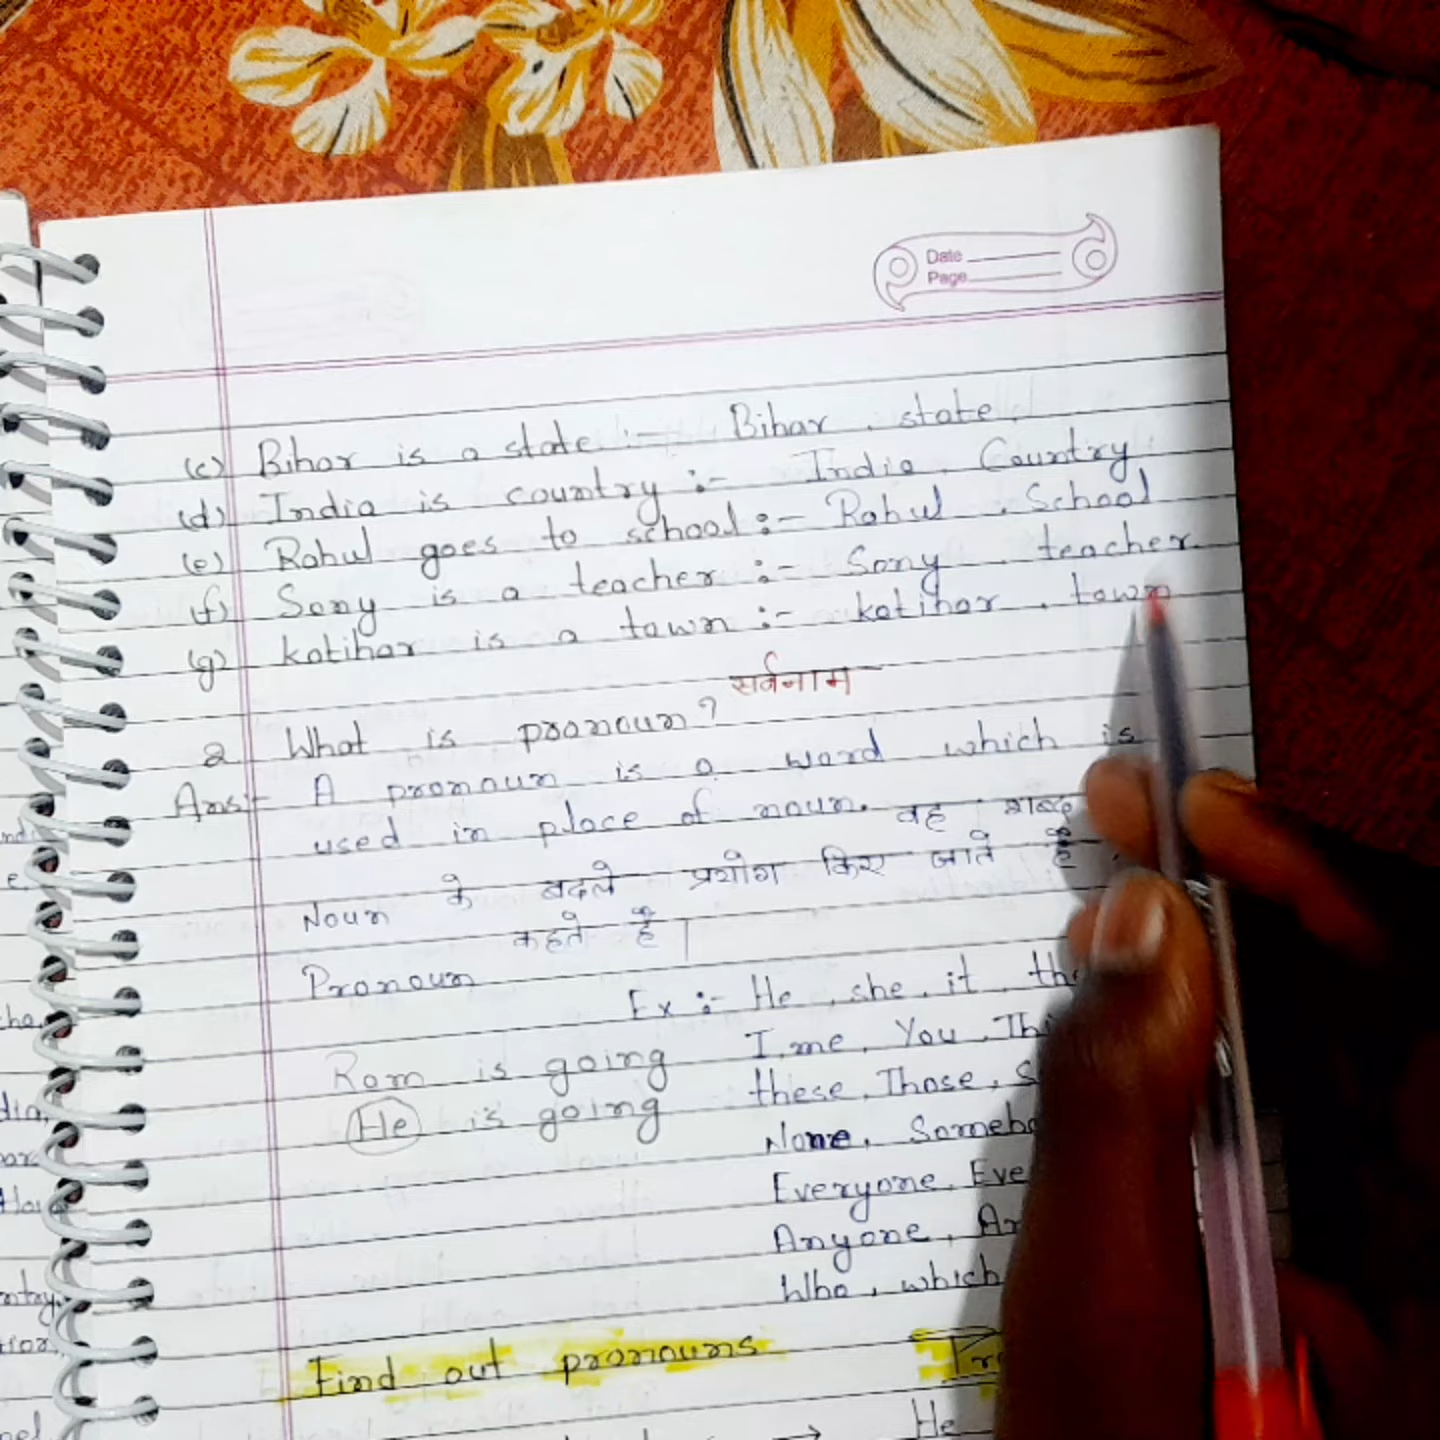 Date
Page
(c) Bihar is a state :- Bihar, state.
(d) India is country :- India, Country
(e) Rahul goes to school :- Rahul, School
(f) Sony is a teacher :- Sony, teacher
(g) katihar is a town :- katihar, town
सर्वनाम
2 What is pronoun?
Ans:- A pronoun is a word which is
used in place of noun. वह शब्द
Noun के बदले प्रयोग किए जाते है
Pronoun कहते है |
Ex :- He, she, it
Ram is going I, me, You
He is going these, Those,
None,
Everyone,
Anyone,
Who, which
Find out pronouns
→ He